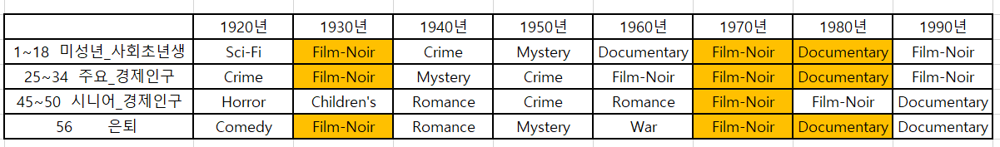 1920년 1930년 1940년 1950년 1960년 1970년 1980년 1990년
1~18 미성년_사회초년생 Sci-Fi Film-Noir Crime Mystery Documentary Film-Noir Documentary Film-Noir
25~34 주요_경제인구 Crime Film-Noir Mystery Crime Film-Noir Film-Noir Documentary Film-Noir
45~50 시니어_경제인구 Horror Children's Romance Crime Romance Film-Noir Film-Noir Documentary
56 은퇴 Comedy Film-Noir Romance Mystery War Film-Noir Documentary Documentary